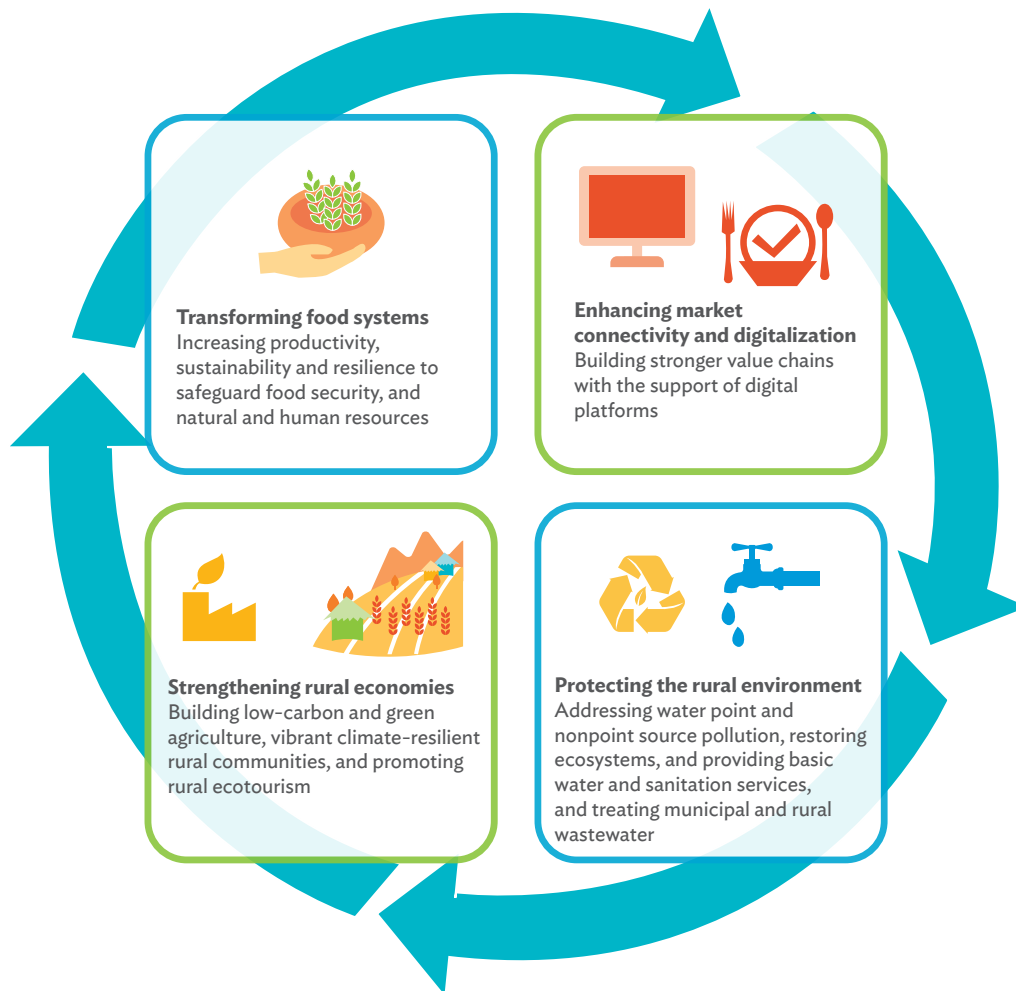 Transforming food systems
Increasing productivity,
sustainability and resilience to
safeguard food security, and
natural and human resources
Enhancing market
connectivity and digitalization
Building stronger value chains
with the support of digital
platforms
Strengthening rural economies
Building low-carbon and green
agriculture, vibrant climate-resilient
rural communities, and promoting
rural ecotourism
Protecting the rural environment
Addressing water point and
nonpoint source pollution, restoring
ecosystems, and providing basic
water and sanitation services,
and treating municipal and rural
wastewater